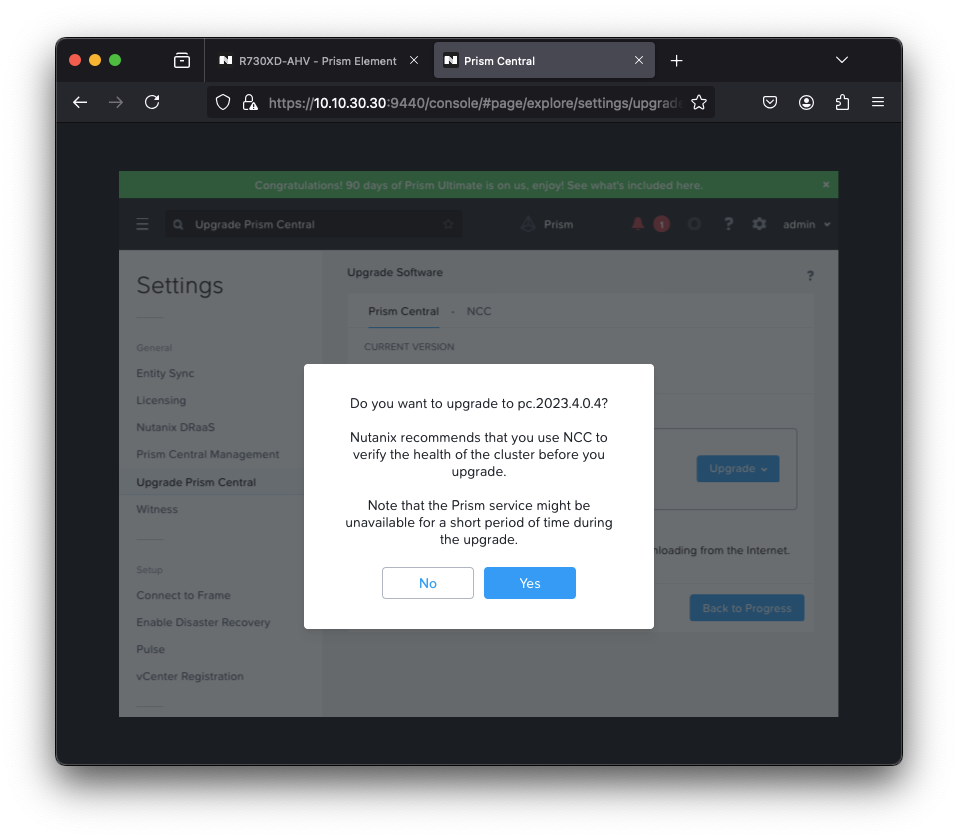 R730XD-AHV - Prism Element
Prism Central
https://10.10.30.30:9440/console/#page/explore/settings/upgrade
Congratulations! 90 days of Prism Ultimate is on us, enjoy! See what's included here.
Upgrade Prism Central
Prism
1
?
admin
Settings
General
Entity Sync
Licensing
Nutanix DRaaS
Prism Central Management
Upgrade Prism Central
Witness
Setup
Connect to Frame
Enable Disaster Recovery
Pulse
vCenter Registration
Upgrade Software
?
Prism Central · NCC
CURRENT VERSION
Upgrade
nloading from the Internet.
Back to Progress
Do you want to upgrade to pc.2023.4.0.4?
Nutanix recommends that you use NCC to
verify the health of the cluster before you
upgrade.
Note that the Prism service might be
unavailable for a short period of time during
the upgrade.
No
Yes